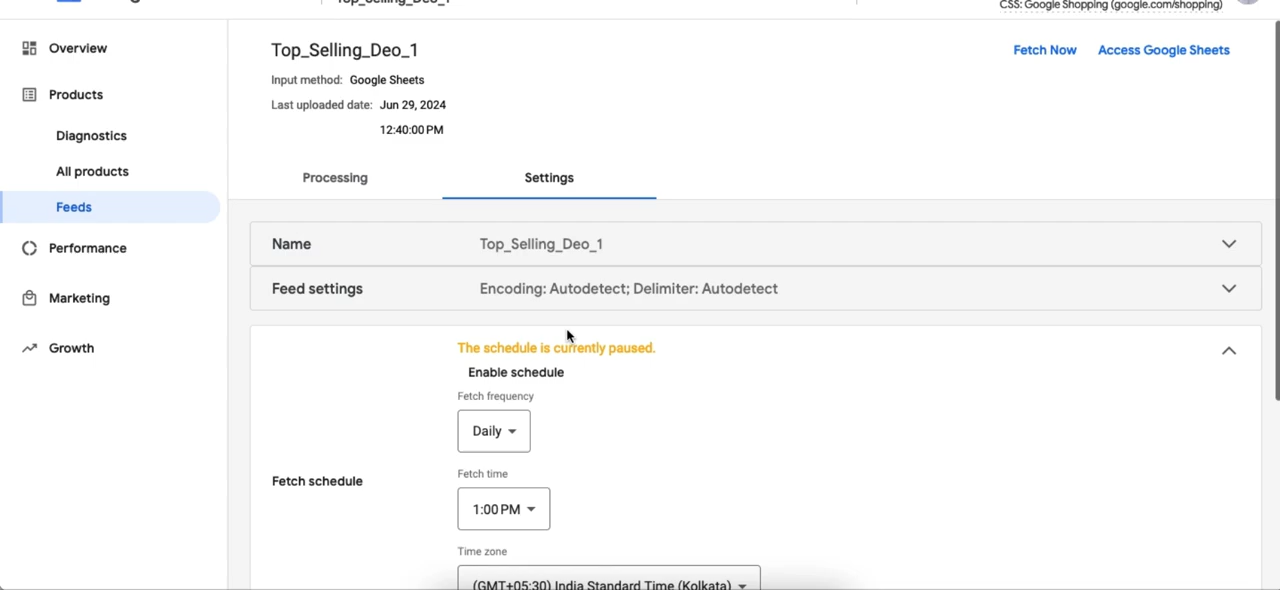 Top_Selling_Deo_1
CSS: Google Shopping (google.com/shopping)
Overview
Products
Diagnostics
All products
Feeds
Performance
Marketing
Growth
Top_Selling_Deo_1
Fetch Now Access Google Sheets
Input method: Google Sheets
Last uploaded date: Jun 29, 2024
12:40:00 PM
Processing Settings
Name Top_Selling_Deo_1
Feed settings Encoding: Autodetect; Delimiter: Autodetect
The schedule is currently paused.
Enable schedule
Fetch frequency
Daily
Fetch schedule
Fetch time
1:00 PM
Time zone
(GMT+05:30) India Standard Time (Kolkata)